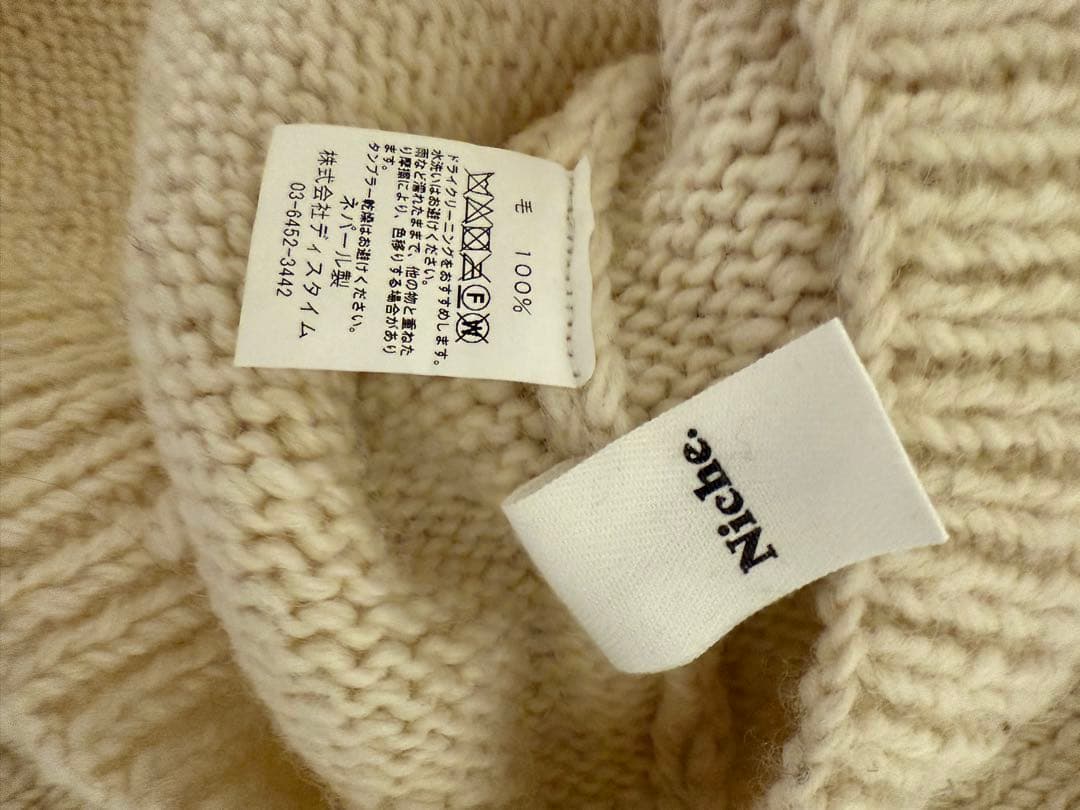 毛 100%
F W
ドライクリーニングをおすすめします。
水洗いはお避けください。
雨など濡れたままで、他の物と重ねた
り摩擦により、色移りする場合があり
ます。
タンブラー乾燥はお避けください。
ネパール製
株式会社ディスタイム
03-6452-3442
Niche.